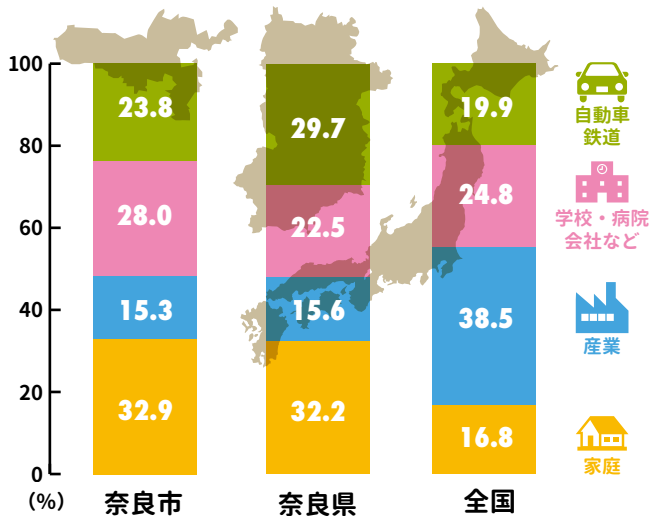 100
80
60
40
20
0
(%)
23.8
28.0
15.3
32.9
奈良市
29.7
22.5
15.6
32.2
奈良県
19.9
24.8
38.5
16.8
全国
自動車
鉄道
学校・病院
会社など
産業
家庭